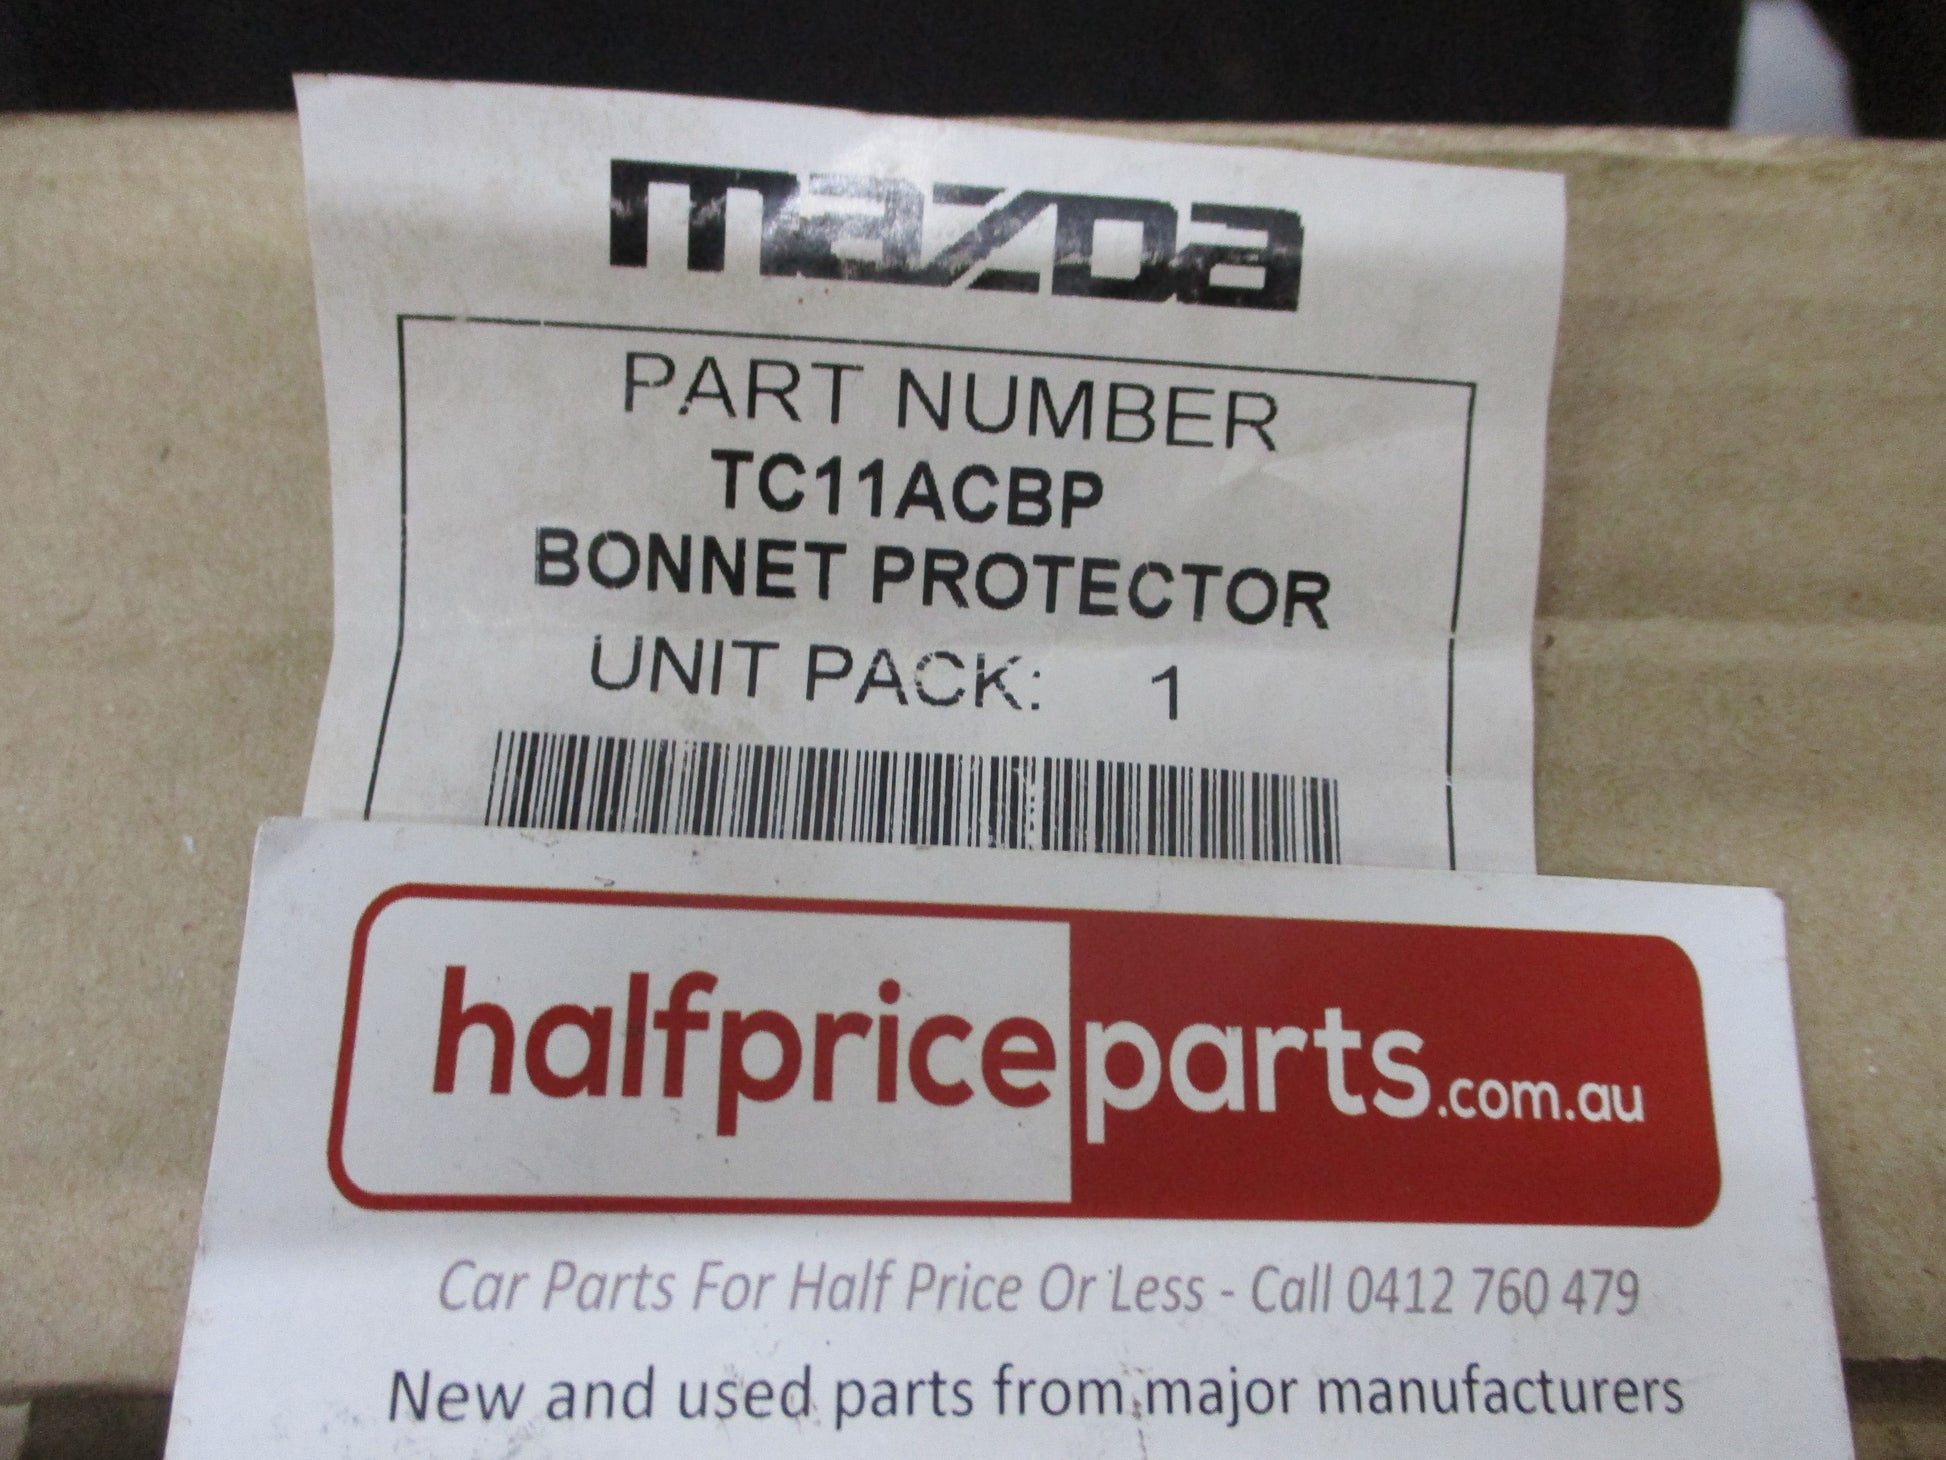 mazda
PART NUMBER
TC11ACBP
BONNET PROTECTOR
UNIT PACK: 1
halfpriceparts.com.au
Car Parts For Half Price Or Less - Call 0412 760 479
New and used parts from major manufacturers